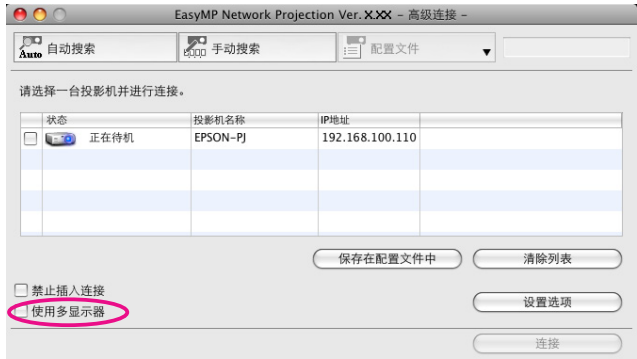 EasyMP Network Projection Ver. X.XX - 高级连接 -
Auto 自动搜索 手动搜索 配置文件
请选择一台投影机并进行连接。
状态 投影机名称 IP地址
正在待机 EPSON-PJ 192.168.100.110
保存在配置文件中 清除列表
禁止插入连接
使用多显示器 设置选项
连接